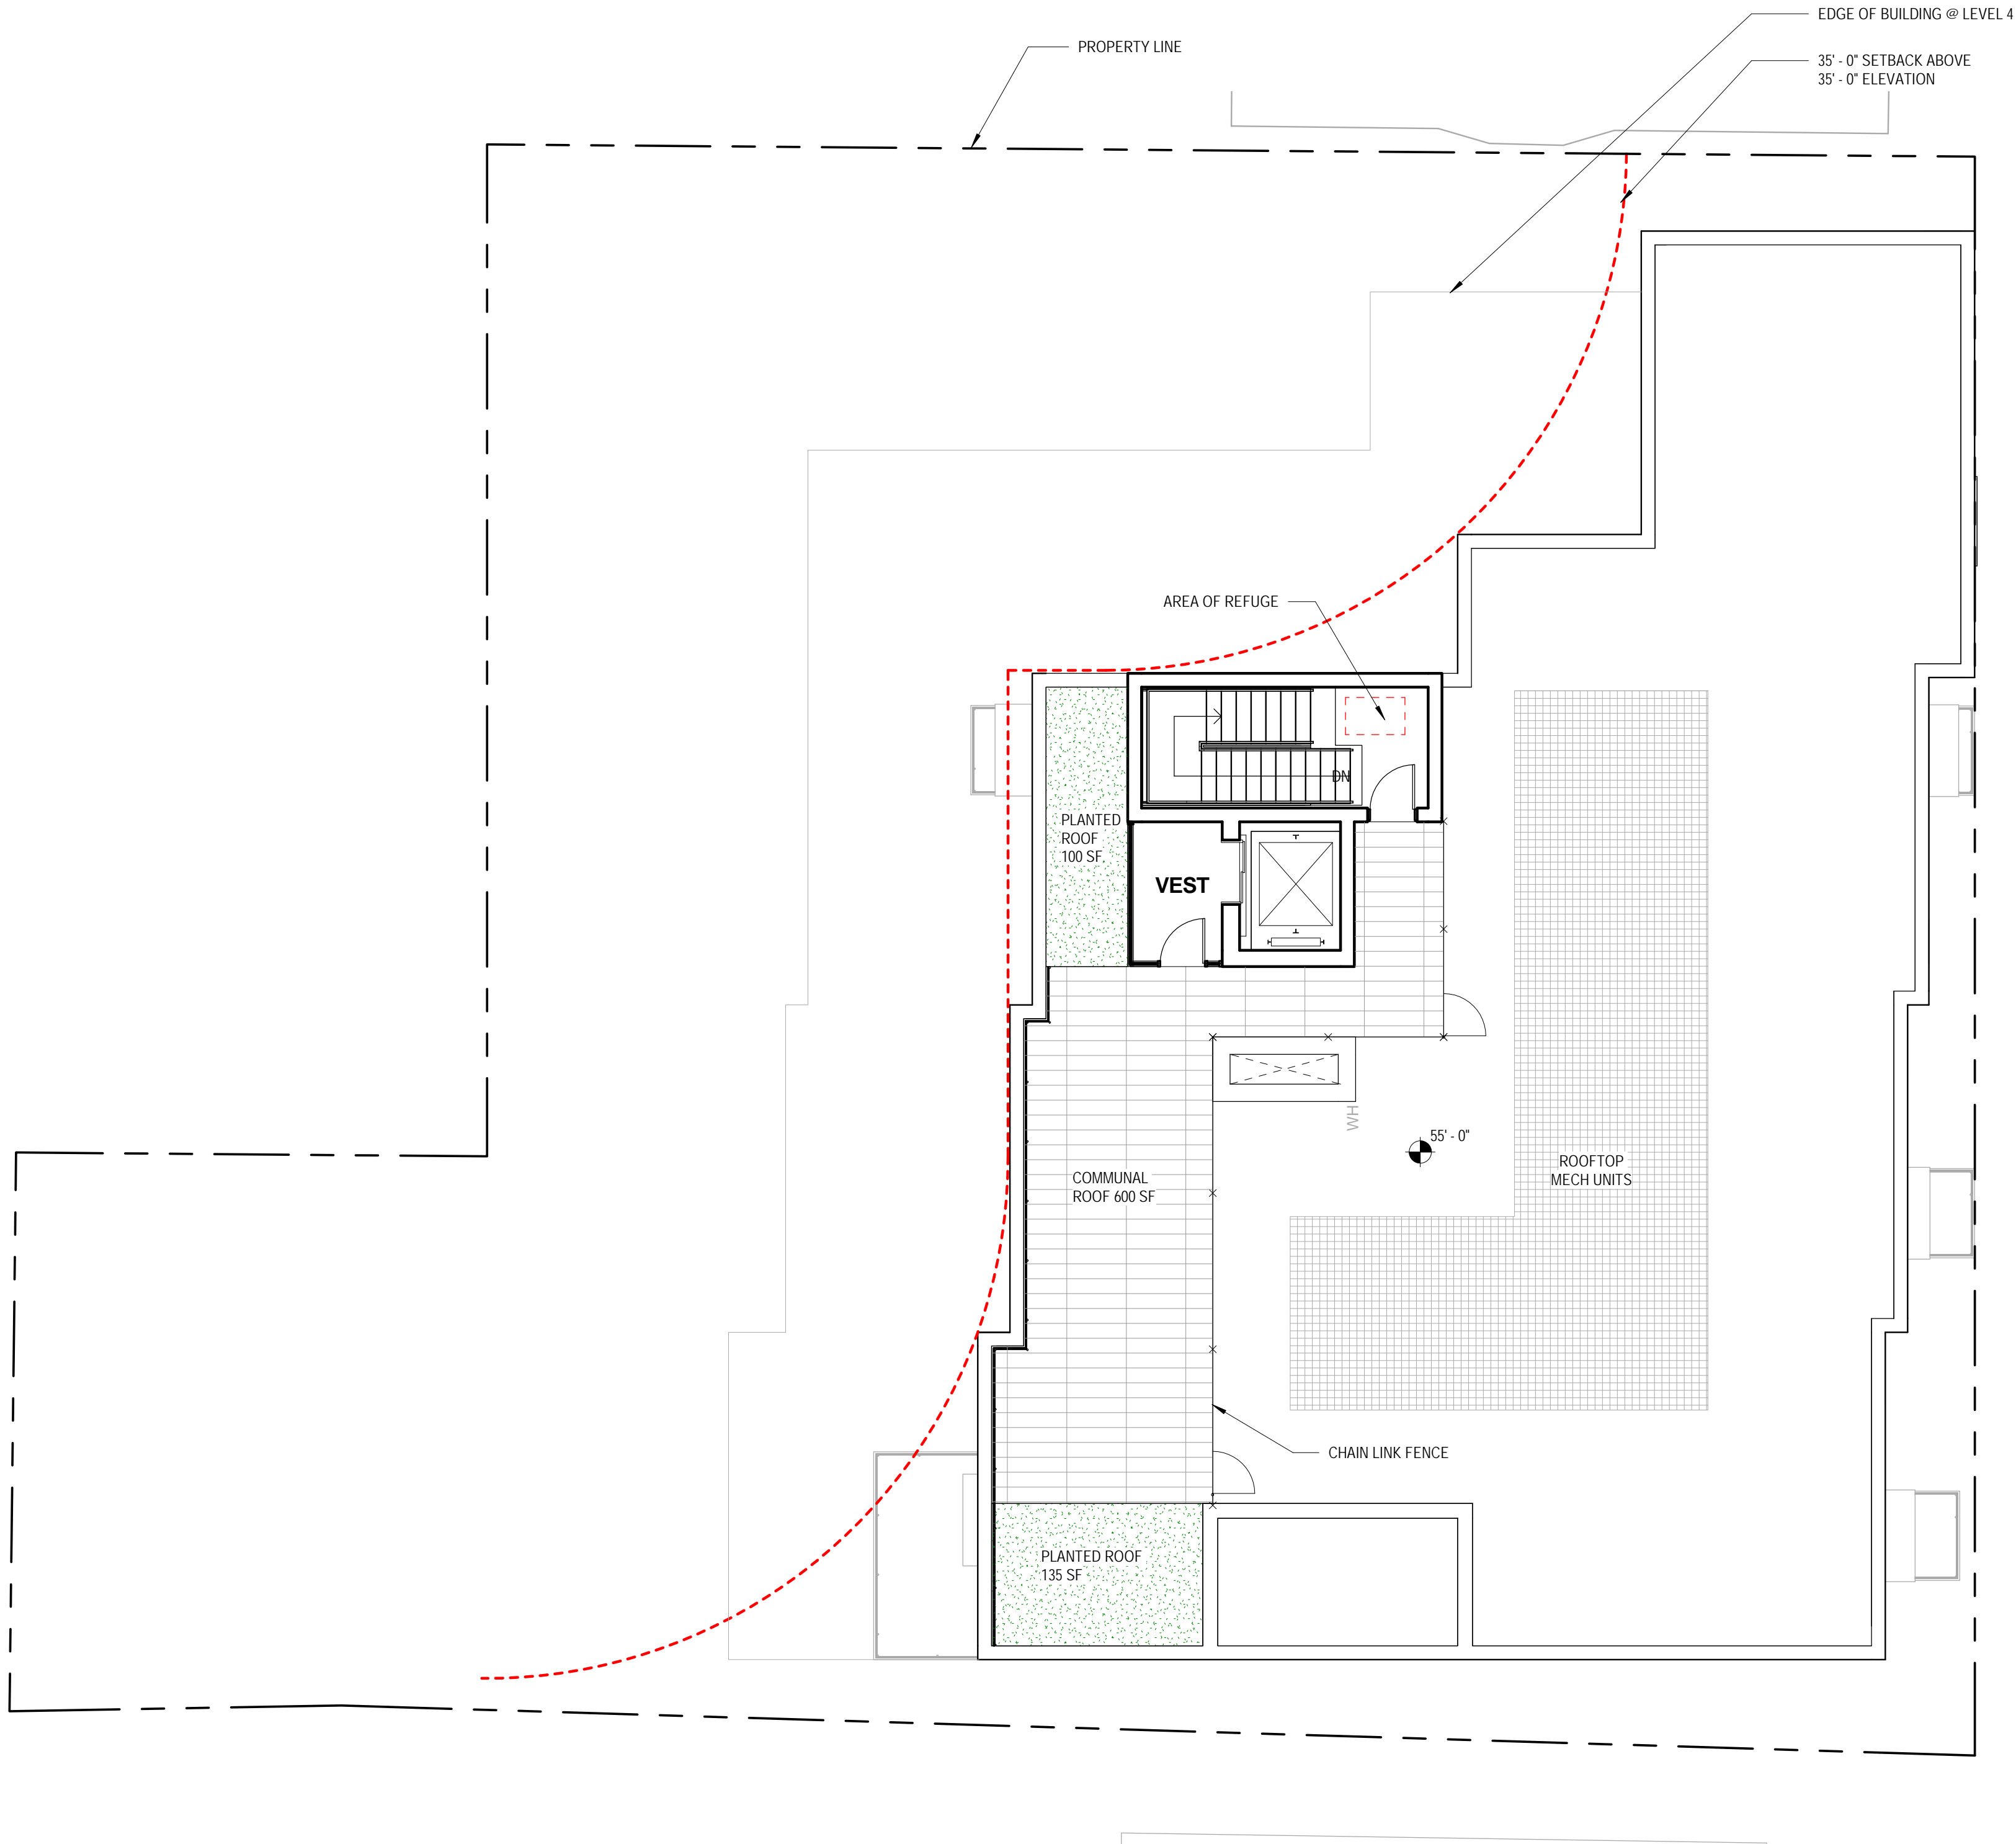 EDGE OF BUILDING @ LEVEL 4
PROPERTY LINE
35' - 0" SETBACK ABOVE
35' - 0" ELEVATION
AREA OF REFUGE
DN
PLANTED
ROOF
100 SF
VEST
WH
55' - 0"
ROOFTOP
MECH UNITS
COMMUNAL
ROOF 600 SF
CHAIN LINK FENCE
PLANTED ROOF
135 SF